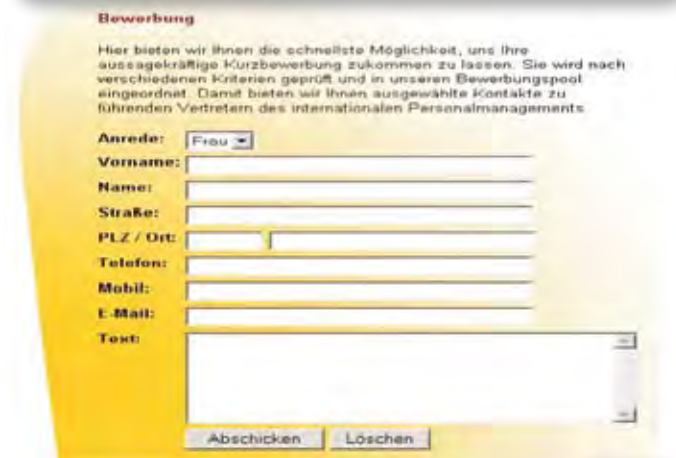 Bewerbung
Hier bieten wir Ihnen die schnellste Möglichkeit, uns Ihre
aussagekräftige Kurzbewerbung zukommen zu lassen. Sie wird nach
verschiedenen Kriterien geprüft und in unseren Bewerbungspool
eingeordnet. Damit bieten wir Ihnen ausgewählte Kontakte zu
führenden Vertretern des internationalen Personalmanagements
Anrede: Frau
Vorname:
Name:
Straße:
PLZ / Ort:
Telefon:
Mobil:
E-Mail:
Text:
Abschicken Löschen